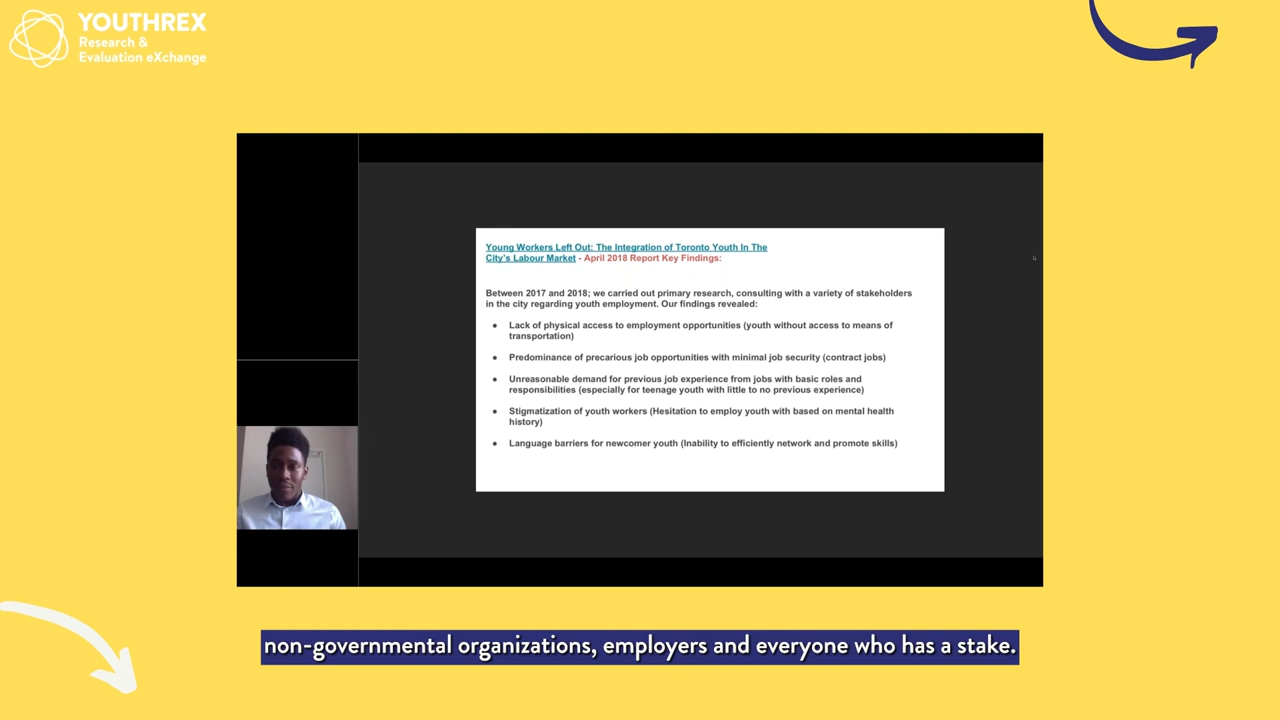 YOUTHREX
Research &
Evaluation eXchange
Young Workers Left Out: The Integration of Toronto Youth In The
City's Labour Market - April 2018 Report Key Findings:
Between 2017 and 2018; we carried out primary research, consulting with a variety of stakeholders
in the city regarding youth employment. Our findings revealed:
● Lack of physical access to employment opportunities (youth without access to means of
transportation)
● Predominance of precarious job opportunities with minimal job security (contract jobs)
● Unreasonable demand for previous job experience from jobs with basic roles and
responsibilities (especially for teenage youth with little to no previous experience)
● Stigmatization of youth workers (Hesitation to employ youth with based on mental health
history)
● Language barriers for newcomer youth (Inability to efficiently network and promote skills)
non-governmental organizations, employers and everyone who has a stake.